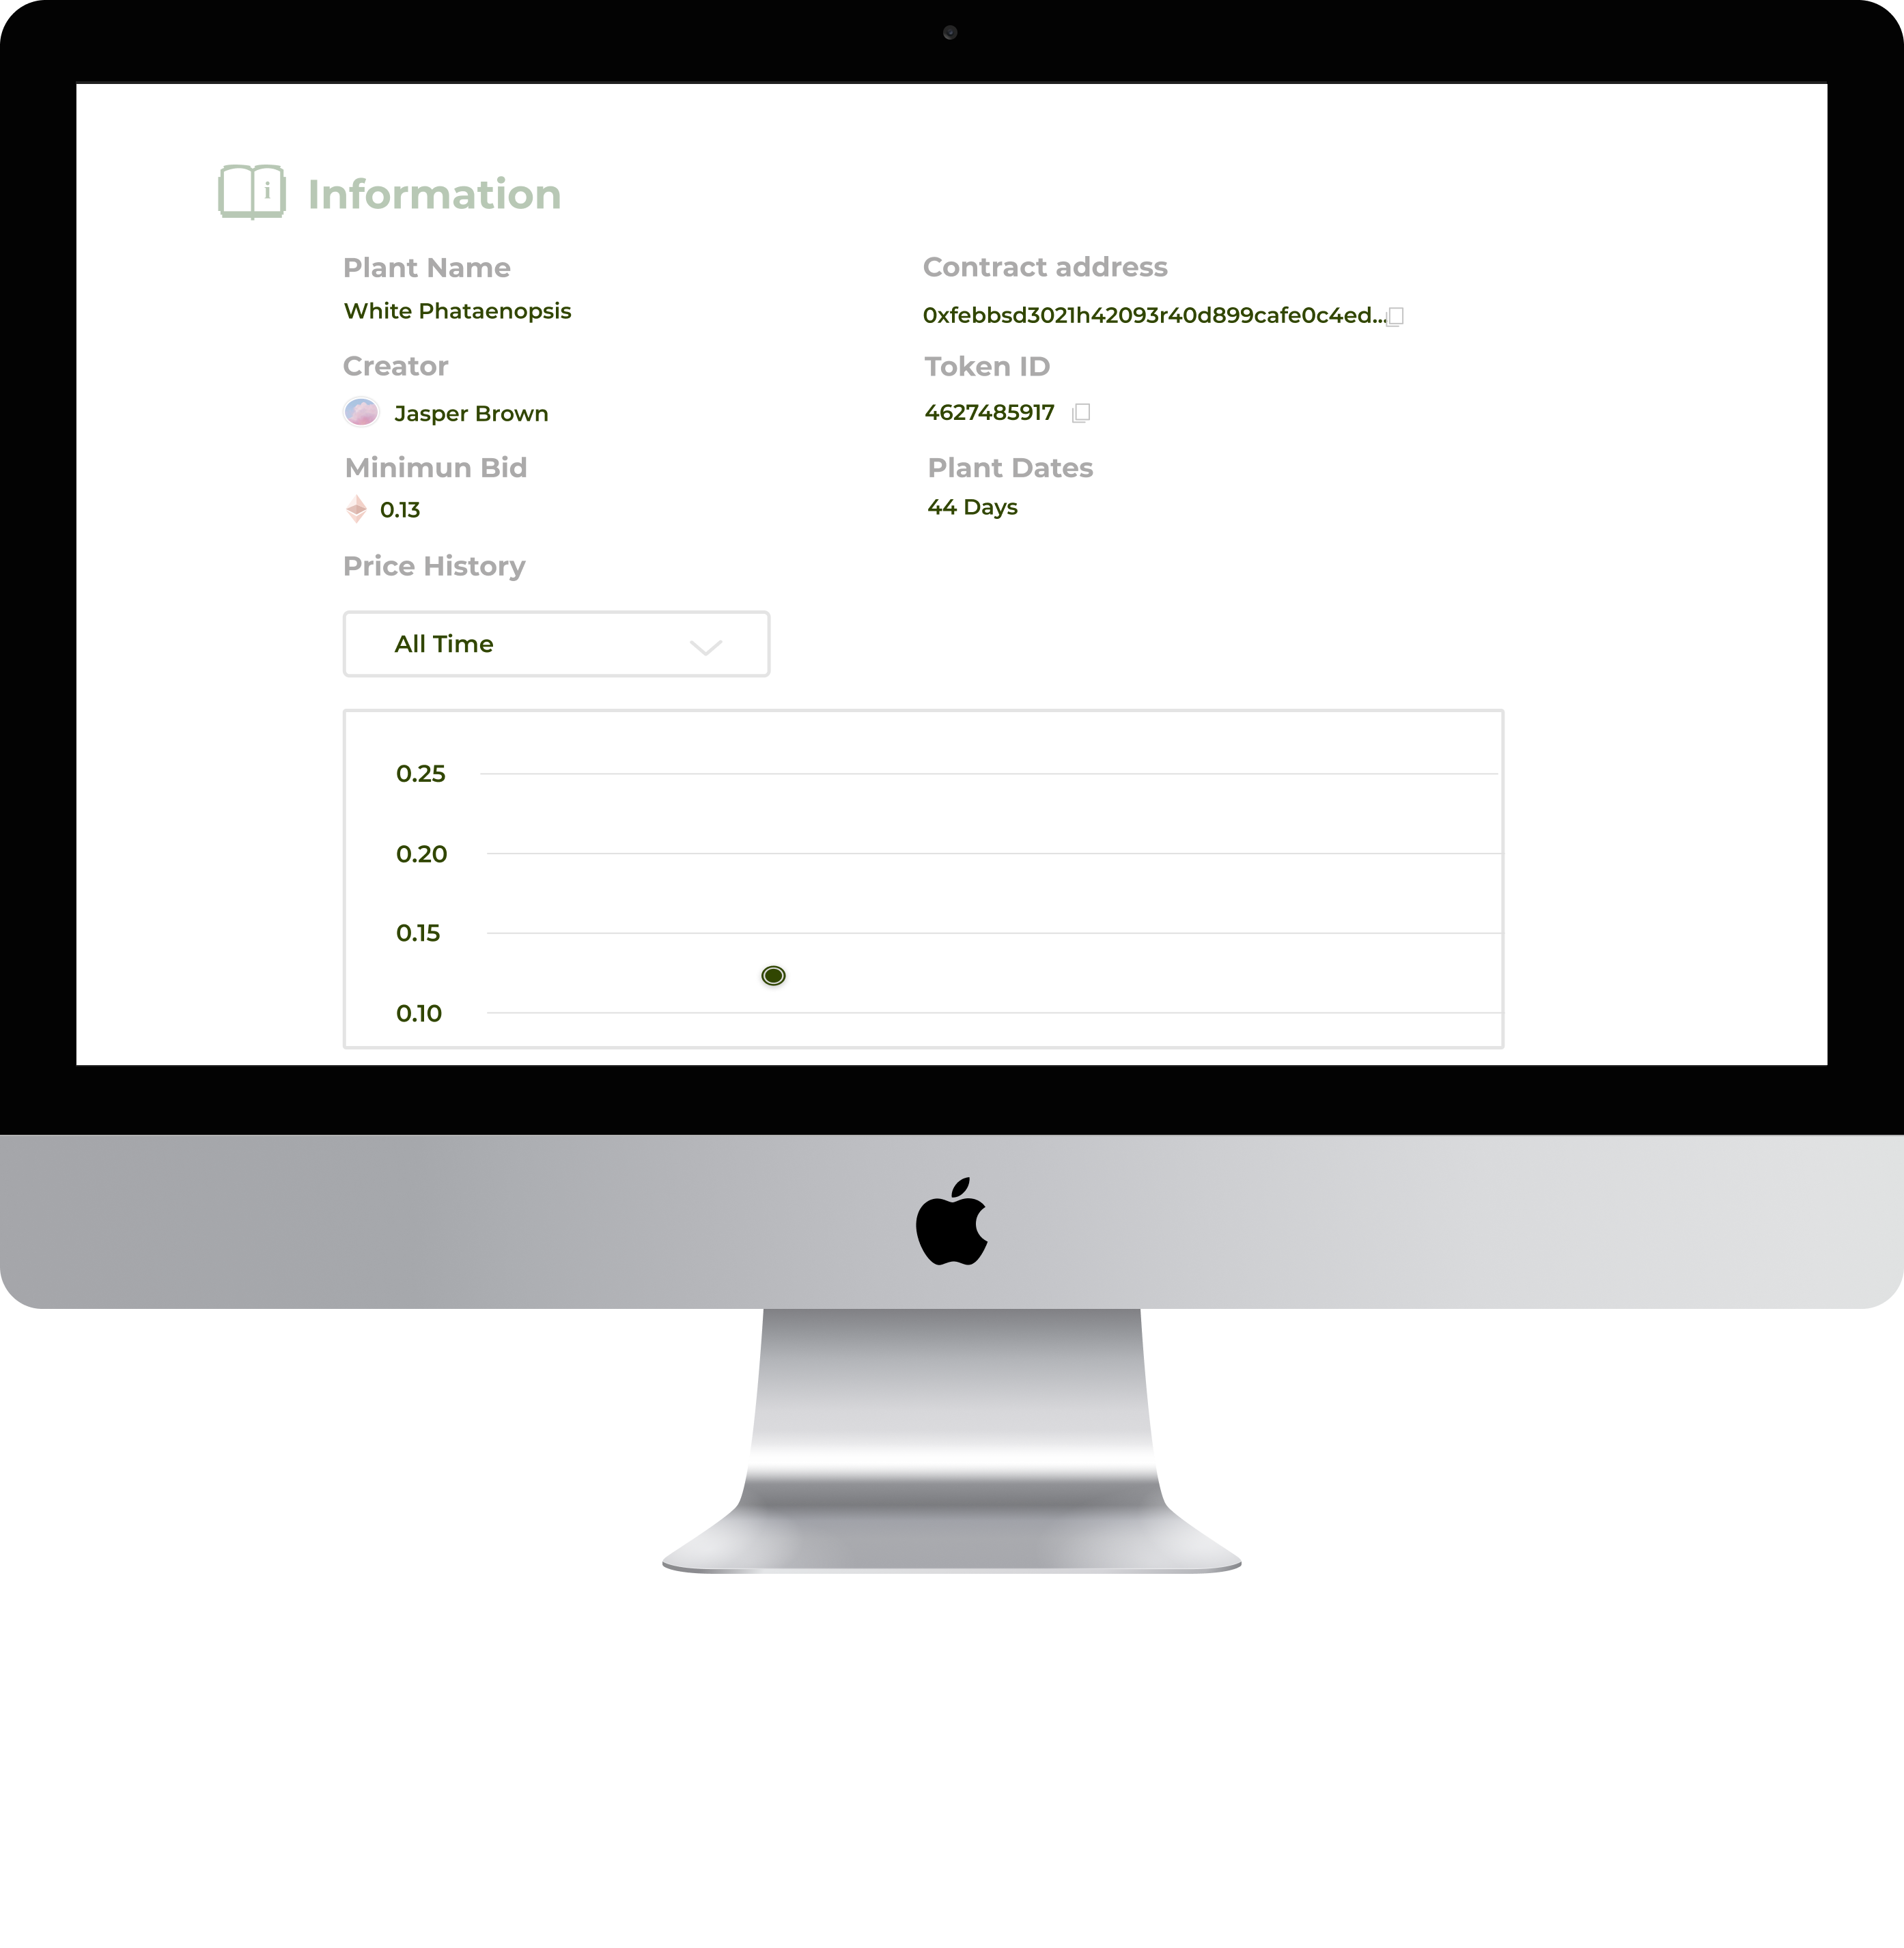 Information
Plant Name
White Phataenopsis
Contract address
0xfebbsd3021h42093r40d899cafe0c4ed...
Creator
Jasper Brown
Token ID
4627485917
Minimun Bid
0.13
Plant Dates
44 Days
Price History
All Time
0.25
0.20
0.15
0.10